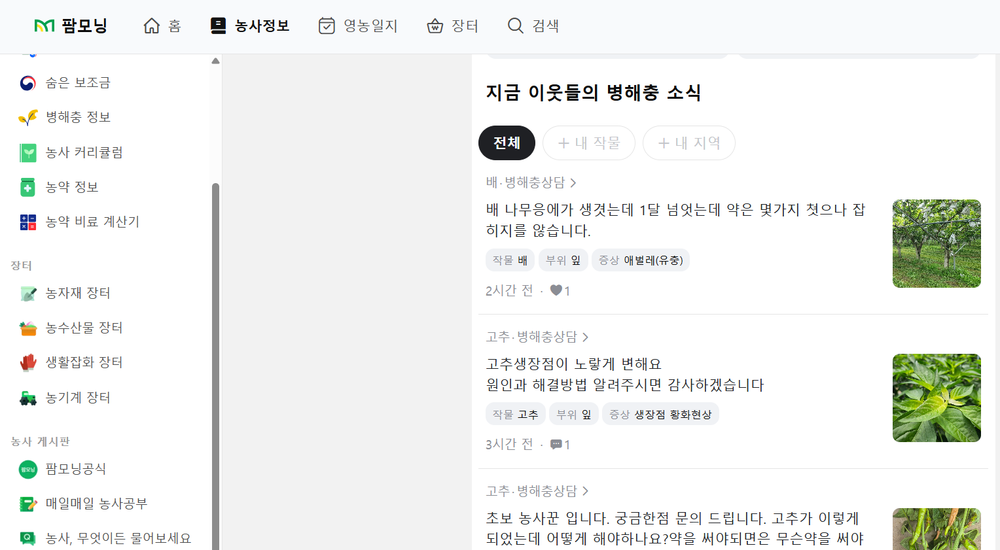 팜모닝
홈
농사정보
영농일지
장터
검색
숨은 보조금
병해충 정보
농사 커리큘럼
농약 정보
농약 비료 계산기
장터
농자재 장터
농수산물 장터
생활잡화 장터
농기계 장터
농사 게시판
팜모닝
팜모닝공식
매일매일 농사공부
Q
농사, 무엇이든 물어보세요
지금 이웃들의 병해충 소식
전체
+ 내 작물
+ 내 지역
배·병해충상담 >
배 나무응에가 생겻는데 1달 넘엇는데 약은 몇가지 쳣으나 잡
히지를 않습니다.
작물 배
부위 잎
증상 애벌레(유충)
2시간 전 · 1
고추·병해충상담 >
고추생장점이 노랗게 변해요
원인과 해결방법 알려주시면 감사하겠습니다
작물 고추
부위 잎
증상 생장점 황화현상
3시간 전 · 1
고추·병해충상담 >
초보 농사꾼 입니다. 궁금한점 문의 드립니다. 고추가 이렇게
되었는데 어떻게 해야하나요?약을 써야되면은 무슨약을 써야